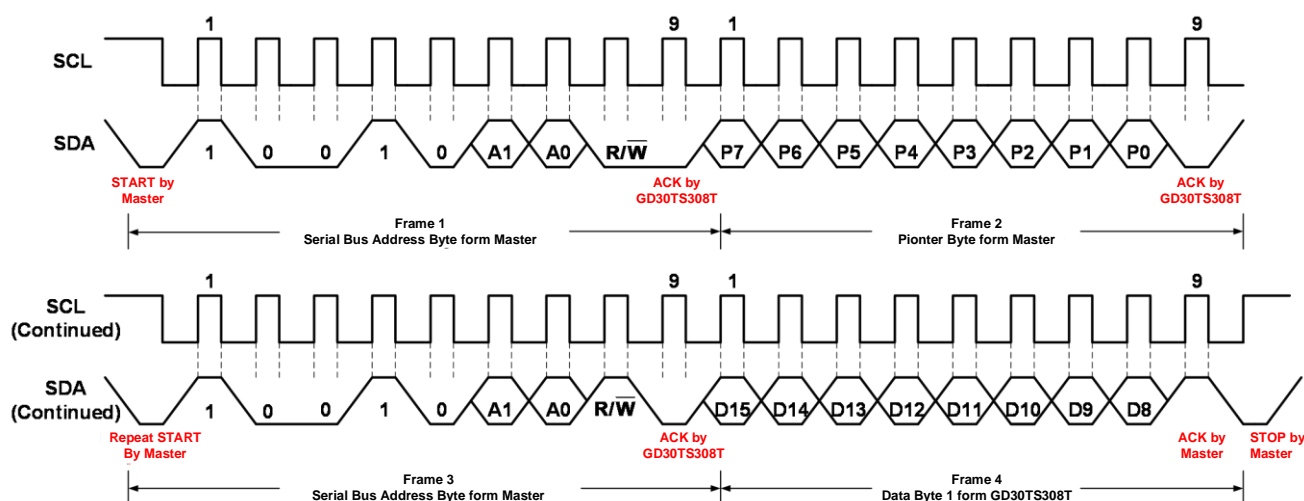 1 9 1 9
SCL
SDA
1 0 0 1 0 A1 A0 R/W̅ P7 P6 P5 P4 P3 P2 P1 P0
START by
Master
ACK by
GD30TS308T
ACK by
GD30TS308T
Frame 1
Serial Bus Address Byte form Master
Frame 2
Pionter Byte form Master
1 9 1 9
SCL
(Continued)
SDA
(Continued)
1 0 0 1 0 A1 A0 R/W̅ D15 D14 D13 D12 D11 D10 D9 D8
Repeat START
By Master
ACK by
GD30TS308T
ACK by
Master
STOP by
Master
Frame 3
Serial Bus Address Byte form Master
Frame 4
Data Byte 1 form GD30TS308T